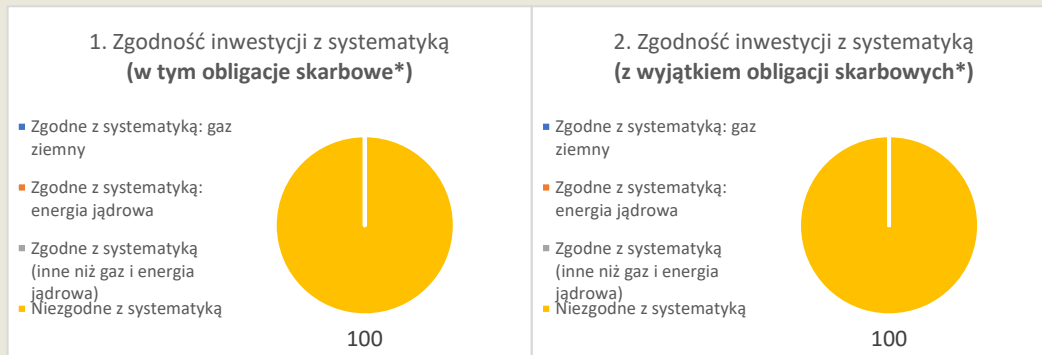 1. Zgodność inwestycji z systematyką
(w tym obligacje skarbowe*)
Zgodne z systematyką: gaz
ziemny
Zgodne z systematyką:
energia jądrowa
Zgodne z systematyką
(inne niż gaz i energia
jądrowa)
Niezgodne z systematyką
100
2. Zgodność inwestycji z systematyką
(z wyjątkiem obligacji skarbowych*)
Zgodne z systematyką: gaz
ziemny
Zgodne z systematyką:
energia jądrowa
Zgodne z systematyką
(inne niż gaz i energia
jądrowa)
Niezgodne z systematyką
100